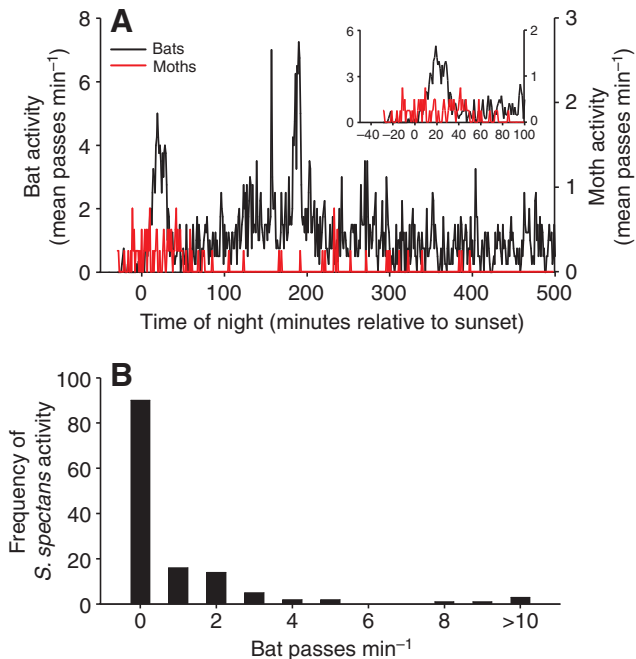 A
Bats
Moths
Bat activity
(mean passes min⁻¹)
8
6
4
2
0
Moth activity
(mean passes min⁻¹)
3
2
1
0
6
3
0
2
1
0
−40 −20 0 20 40 60 80 100
0 100 200 300 400 500
Time of night (minutes relative to sunset)
B
Frequency of
S. spectans activity
100
80
60
40
20
0
0 2 4 6 8 >10
Bat passes min⁻¹